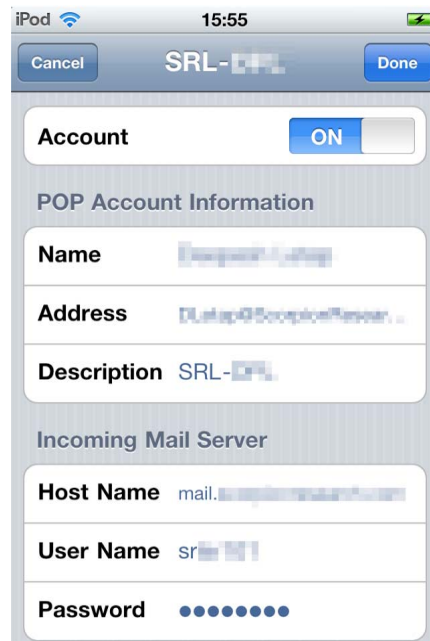 iPod 15:55
Cancel SRL- Done
Account ON
POP Account Information
Name
Address
Description SRL-
Incoming Mail Server
Host Name mail.
User Name
Password ●●●●●●●●